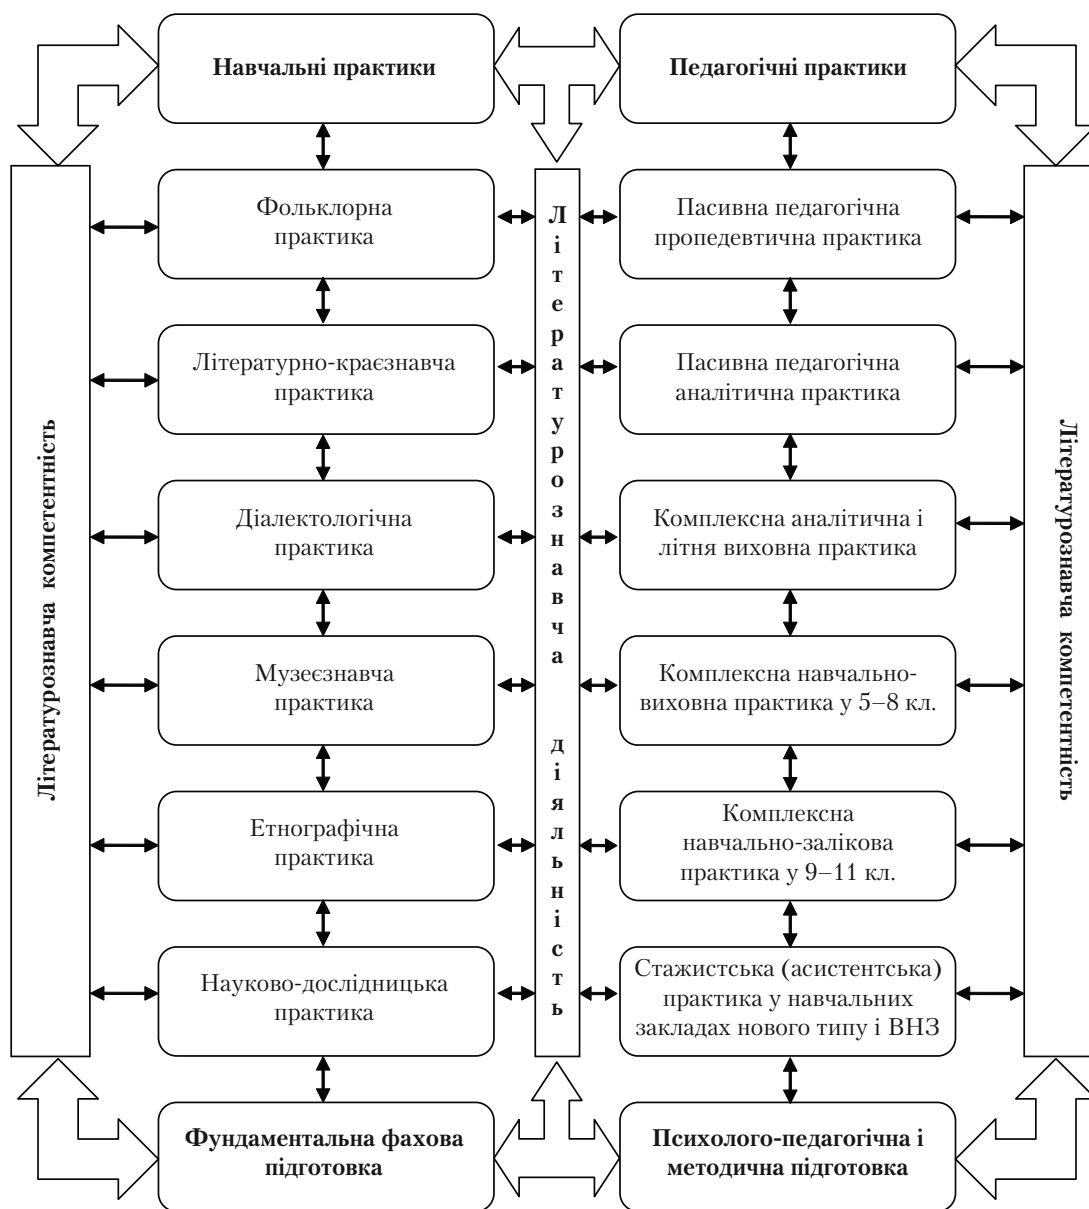 Навчальні практики
Педагогічні практики
Літературознавча компетентність
Фольклорна
практика
Літературно-краєзнавча
практика
Діалектологічна
практика
Музеєзнавча
практика
Етнографічна
практика
Науково-дослідницька
практика
Літературознавча діяльність
Пасивна педагогічна
пропедевтична практика
Пасивна педагогічна
аналітична практика
Комплексна аналітична і
літня виховна практика
Комплексна навчально-
виховна практика у 5–8 кл.
Комплексна
навчально-залікова
практика у 9–11 кл.
Стажистська (асистентська)
практика у навчальних
закладах нового типу і ВНЗ
Літературознавча компетентність
Фундаментальна фахова
підготовка
Психолого-педагогічна і
методична підготовка